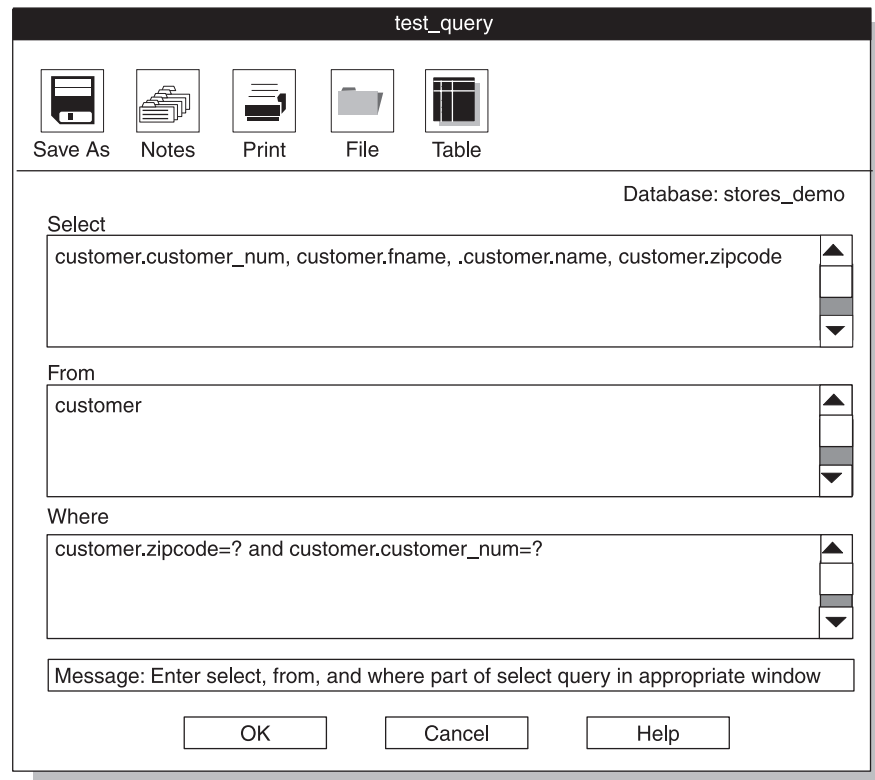 test_query
Save As Notes Print File Table
Database: stores_demo
Select
customer.customer_num, customer.fname, .customer.name, customer.zipcode
From
customer
Where
customer.zipcode=? and customer.customer_num=?
Message: Enter select, from, and where part of select query in appropriate window
OK Cancel Help